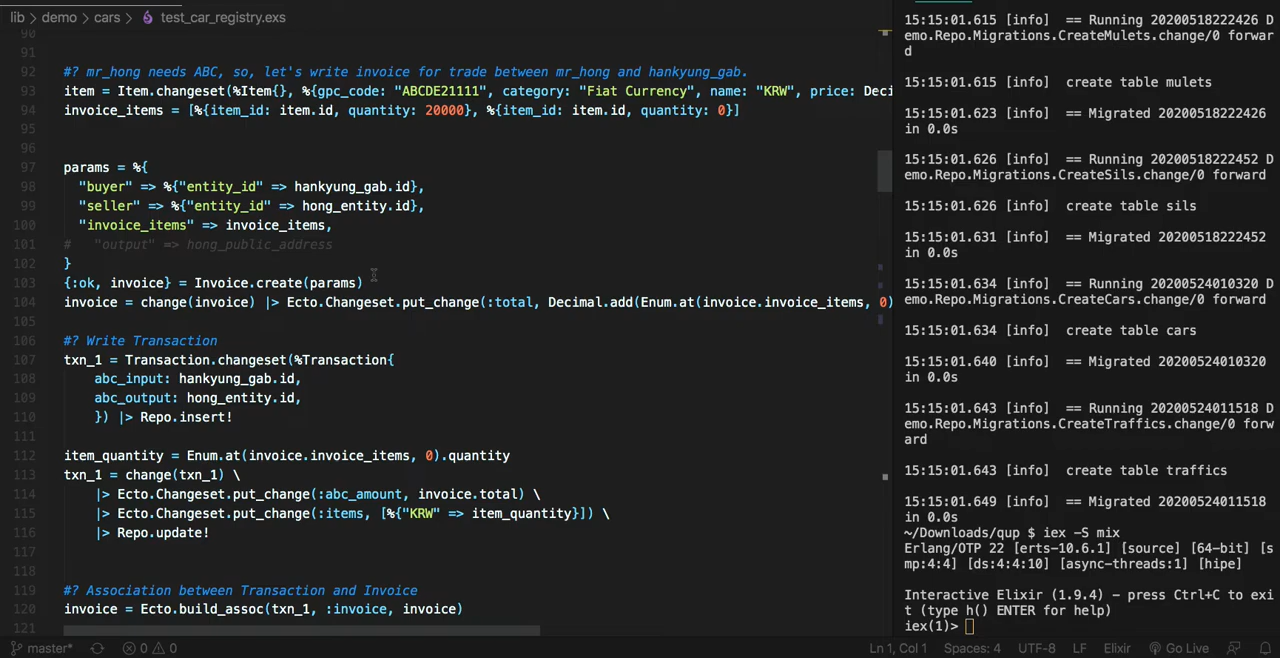 lib > demo > cars > test_car_registry.exs
90
91
92 #? mr_hong needs ABC, so, let's write invoice for trade between mr_hong and hankyung_gab.
93 item = Item.changeset(%Item{}, %{gpc_code: "ABCDE21111", category: "Fiat Currency", name: "KRW", price: Deci
94 invoice_items = [%{item_id: item.id, quantity: 20000}, %{item_id: item.id, quantity: 0}]
95
96
97 params = %{
98 "buyer" => %{"entity_id" => hankyung_gab.id},
99 "seller" => %{"entity_id" => hong_entity.id},
100 "invoice_items" => invoice_items,
101 # "output" => hong_public_address
102 }
103 {:ok, invoice} = Invoice.create(params)
104 invoice = change(invoice) |> Ecto.Changeset.put_change(:total, Decimal.add(Enum.at(invoice.invoice_items, 0)
105
106 #? Write Transaction
107 txn_1 = Transaction.changeset(%Transaction{
108 abc_input: hankyung_gab.id,
109 abc_output: hong_entity.id,
110 }) |> Repo.insert!
111
112 item_quantity = Enum.at(invoice.invoice_items, 0).quantity
113 txn_1 = change(txn_1) \
114 |> Ecto.Changeset.put_change(:abc_amount, invoice.total) \
115 |> Ecto.Changeset.put_change(:items, [%{"KRW" => item_quantity}]) \
116 |> Repo.update!
117
118
119 #? Association between Transaction and Invoice
120 invoice = Ecto.build_assoc(txn_1, :invoice, invoice)
121
15:15:01.615 [info] == Running 20200518222426 D
emo.Repo.Migrations.CreateMulets.change/0 forwar
d
15:15:01.615 [info] create table mulets
15:15:01.623 [info] == Migrated 20200518222426
in 0.0s
15:15:01.626 [info] == Running 20200518222452 D
emo.Repo.Migrations.CreateSils.change/0 forward
15:15:01.626 [info] create table sils
15:15:01.631 [info] == Migrated 20200518222452
in 0.0s
15:15:01.634 [info] == Running 20200524010320 D
emo.Repo.Migrations.CreateCars.change/0 forward
15:15:01.634 [info] create table cars
15:15:01.640 [info] == Migrated 20200524010320
in 0.0s
15:15:01.643 [info] == Running 20200524011518 D
emo.Repo.Migrations.CreateTraffics.change/0 forw
ard
15:15:01.643 [info] create table traffics
15:15:01.649 [info] == Migrated 20200524011518
in 0.0s
~/Downloads/qup $ iex -S mix
Erlang/OTP 22 [erts-10.6.1] [source] [64-bit] [s
mp:4:4] [ds:4:4:10] [async-threads:1] [hipe]
Interactive Elixir (1.9.4) - press Ctrl+C to exi
t (type h() ENTER for help)
iex(1)>
master* 0 0 Ln 1, Col 1 Spaces: 4 UTF-8 LF Elixir Go Live